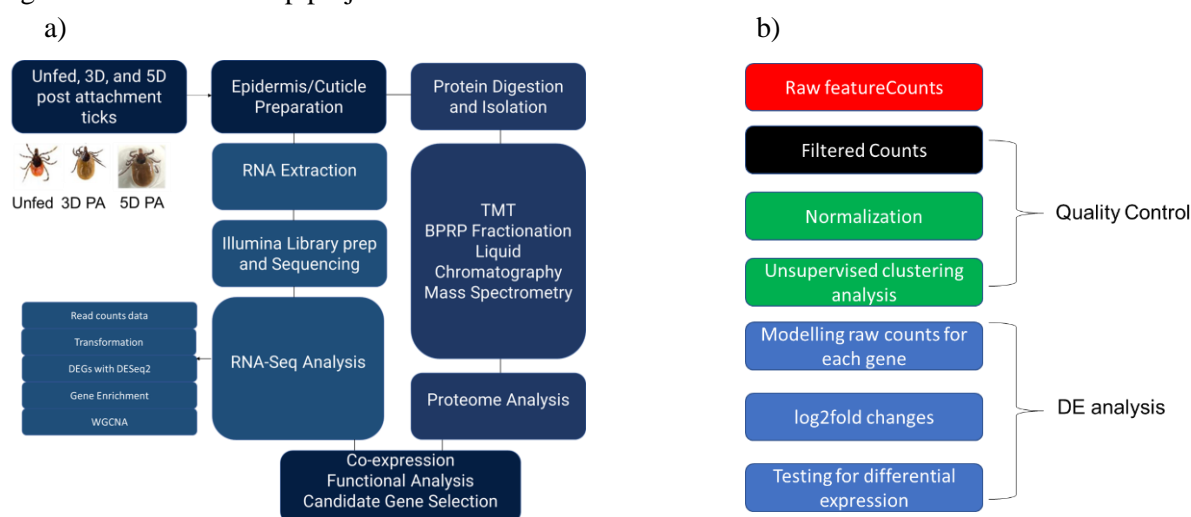 a)
b)
Unfed, 3D, and 5D
post attachment
ticks
Unfed 3D PA 5D PA
Epidermis/Cuticle
Preparation
Protein Digestion
and Isolation
RNA Extraction
Illumina Library prep
and Sequencing
RNA-Seq Analysis
Read counts data
Transformation
DEGs with DESeq2
Gene Enrichment
WGCNA
TMT
BPRP Fractionation
Liquid
Chromatography
Mass Spectrometry
Proteome Analysis
Co-expression
Functional Analysis
Candidate Gene Selection
Raw featureCounts
Filtered Counts
Normalization
Unsupervised clustering
analysis
Quality Control
Modelling raw counts for
each gene
log2fold changes
Testing for differential
expression
DE analysis